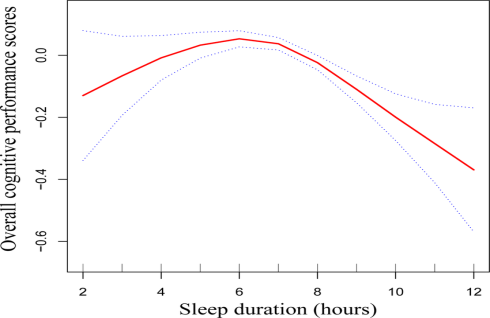 Overall cognitive performance scores
0.0
−0.2
−0.4
−0.6
2 4 6 8 10 12
Sleep duration (hours)